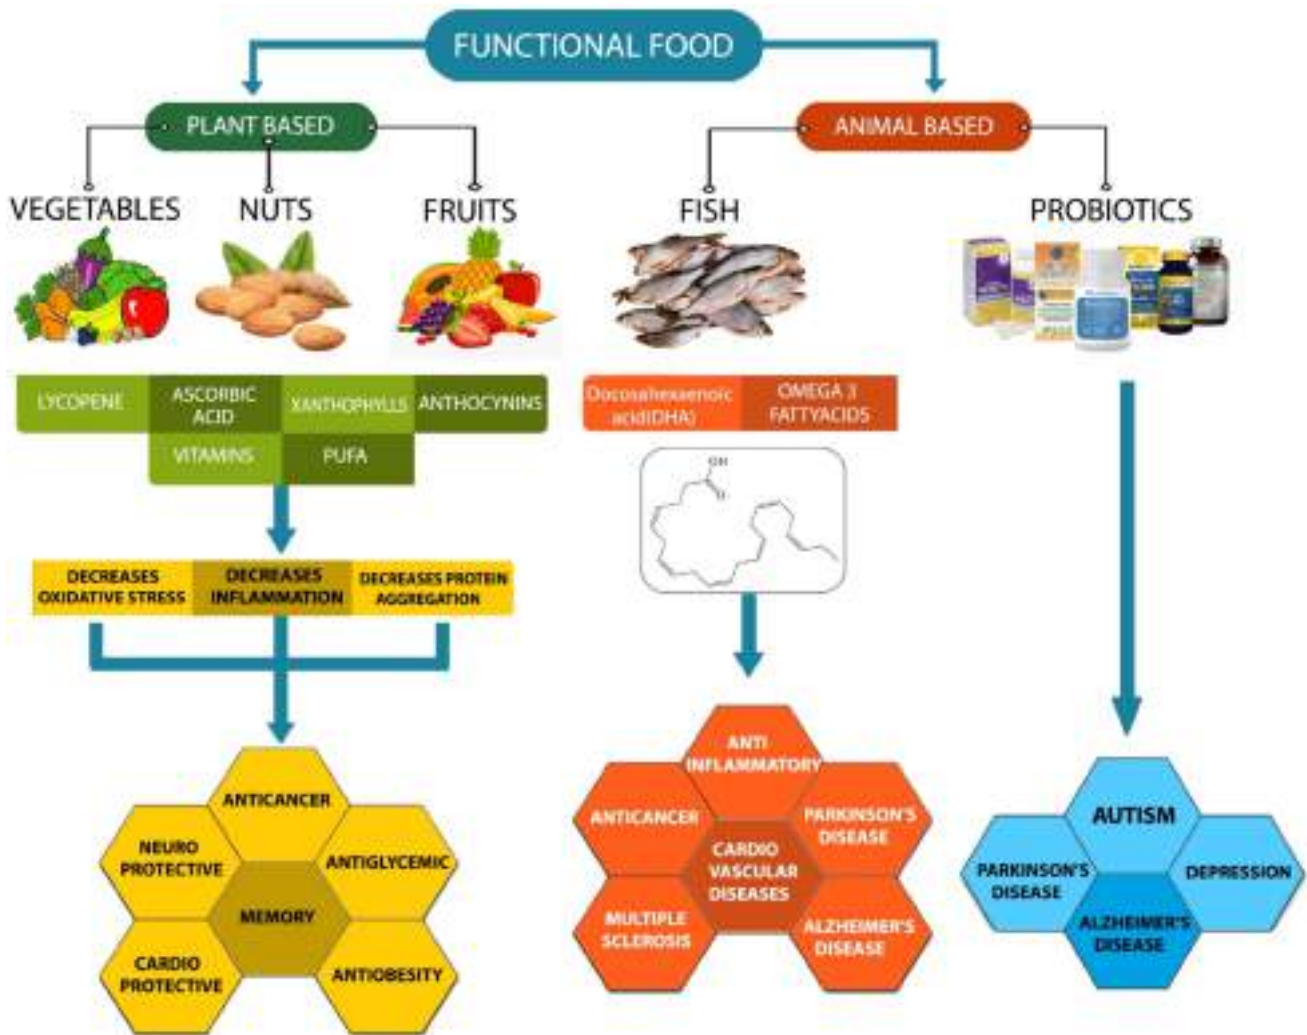 FUNCTIONAL FOOD
PLANT BASED
ANIMAL BASED
VEGETABLES
NUTS
FRUITS
FISH
PROBIOTICS
LYCOPENE
ASCORBIC
ACID
XANTHOPHYLLS
ANTHOCYNINS
VITAMINS
PUFA
Docosahexaenoic
acid(DHA)
OMEGA 3
FATTYACIDS
OH
DECREASES
OXIDATIVE STRESS
DECREASES
INFLAMMATION
DECREASES PROTEIN
AGGREGATION
ANTICANCER
NEURO
PROTECTIVE
ANTIGLYCEMIC
MEMORY
CARDIO
PROTECTIVE
ANTIOBESITY
ANTI
INFLAMMATORY
ANTICANCER
PARKINSON'S
DISEASE
CARDIO
VASCULAR
DISEASES
MULTIPLE
SCLEROSIS
ALZHEIMER'S
DISEASE
AUTISM
PARKINSON'S
DISEASE
DEPRESSION
ALZHEIMER'S
DISEASE